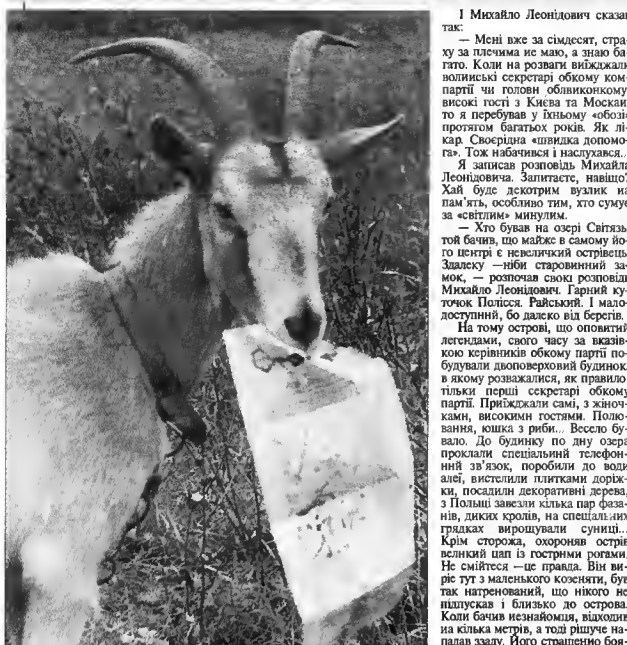 І Михайло Леонідович сказав
так:
— Мені вже за сімдесят, стра-
ху за плечима не маю, а знаю ба-
гато. Коли на розваги виїжджали
волинські секретарі обкому ком-
партії чи голови облвиконкому,
високі гості з Києва та Москви,
то я перебував у їхньому «обозі»
протягом багатьох років. Як лі-
кар. Своєрідна «швидка допомо-
га». Тож набачився і наслухався..
Я записав розповідь Михайла
Леонідовича. Запитаєте, навіщо?
Хай буде декотрим вузлик на
пам'ять, особливо тим, хто сумує
за «світлим» минулим.
— Хто бував на озері Світязь,
той бачив, що майже в самому йо-
го центрі є невеличкий острівець.
Здалеку —ніби старовинний за-
мок, — розпочав свої розповіді
Михайло Леонідович. Гарний ку-
точок Полісся. Райський. І мало-
доступний, бо далеко від берегів.
На тому острові, що оповитий
легендами, свого часу за вказів-
кою керівників обкому партії по-
будували двоповерховий будинок,
в якому розважалися, як правило,
тільки перші секретарі обкому
партії. Приїжджали самі, з жіноч-
ками, високими гостями. Полю-
вання, юшка з риби... Весело бу-
вало. До будинку по дну озера
проклали спеціальний телефон-
ний зв'язок, поробили до води
алеї, вистелили плитками доріж-
ки, посадили декоративні дерева,
з Польщі завезли кілька пар фаза-
нів, диких кролів, на спеціальних
грядках вирощували суниці...
Крім сторожа, охороняв острів
великий цап із гострими рогами.
Не смійтеся —це правда. Він ви-
ріс тут з маленького козеняти, був
так натренований, що нікого не
підпускав і близько до острова.
Коли бачив незнайомця, відходив
на кілька метрів, а тоді рішуче на-
падав ззаду. Його страшенно боя-